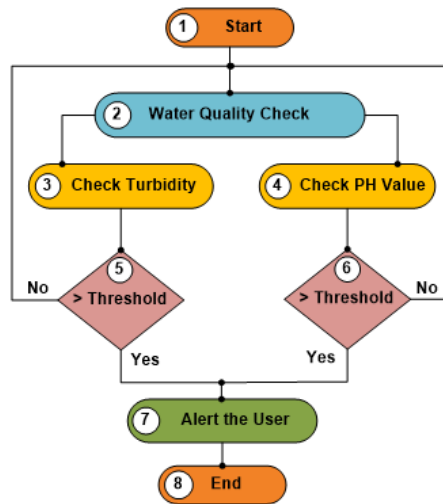 1 Start
2 Water Quality Check
3 Check Turbidity
4 Check PH Value
5
6
No
> Threshold
> Threshold
No
Yes
Yes
7 Alert the User
8 End